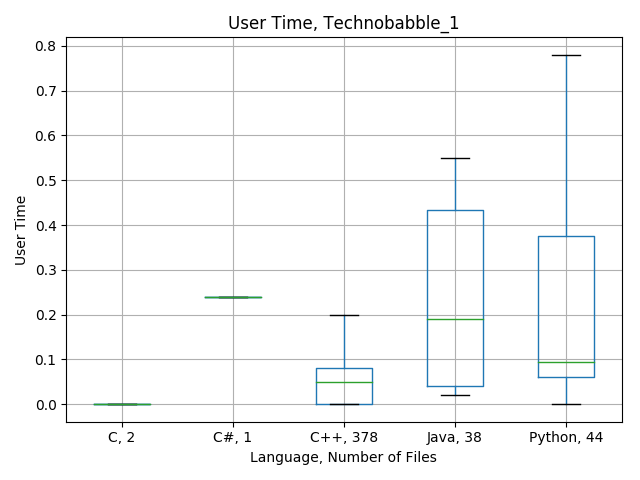 User Time, Technobabble_1
User Time
0.8
0.7
0.6
0.5
0.4
0.3
0.2
0.1
0.0
C, 2
C#, 1
C++, 378
Java, 38
Python, 44
Language, Number of Files